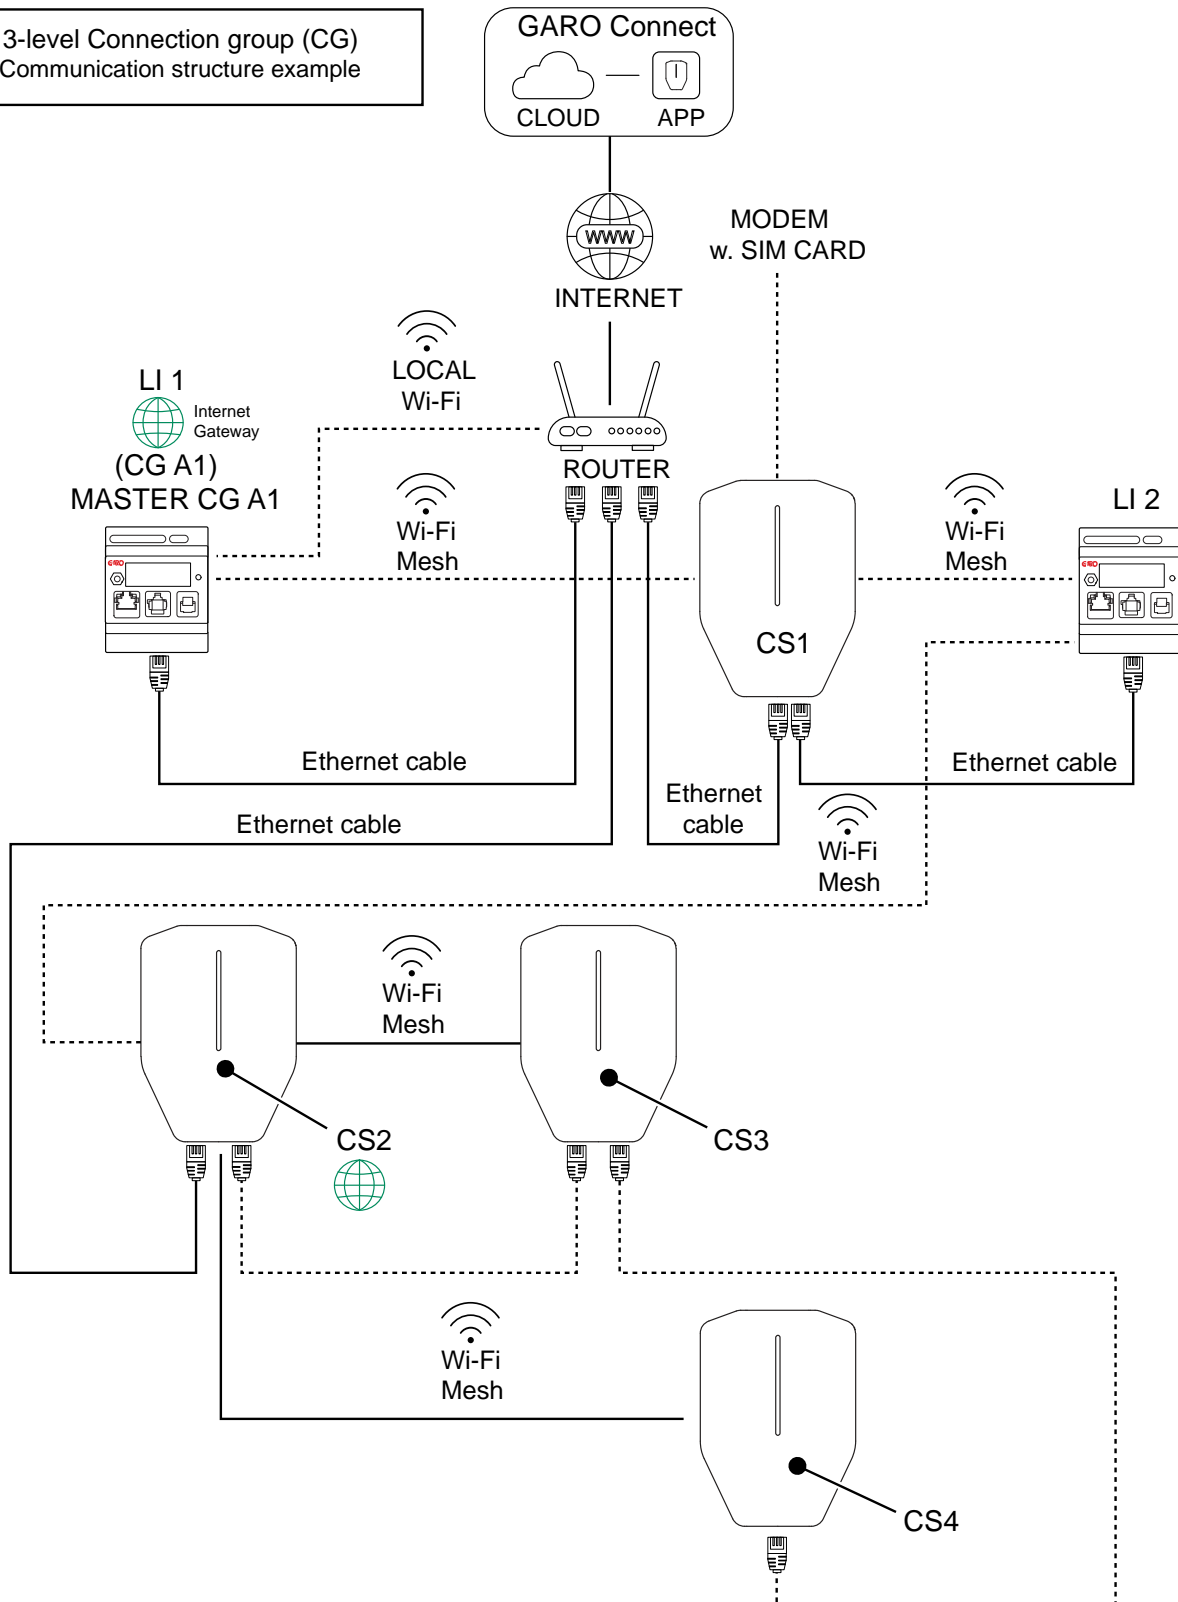 3-level Connection group (CG)
Communication structure example
GARO Connect
CLOUD
APP
WWW
INTERNET
MODEM
w. SIM CARD
LOCAL
Wi-Fi
LI 1
Internet
Gateway
(CG A1)
MASTER CG A1
ROUTER
Wi-Fi
Mesh
Wi-Fi
Mesh
LI 2
GARO
GARO
CS1
Ethernet cable
Ethernet cable
Ethernet
cable
Ethernet cable
Wi-Fi
Mesh
Wi-Fi
Mesh
CS2
CS3
Wi-Fi
Mesh
CS4